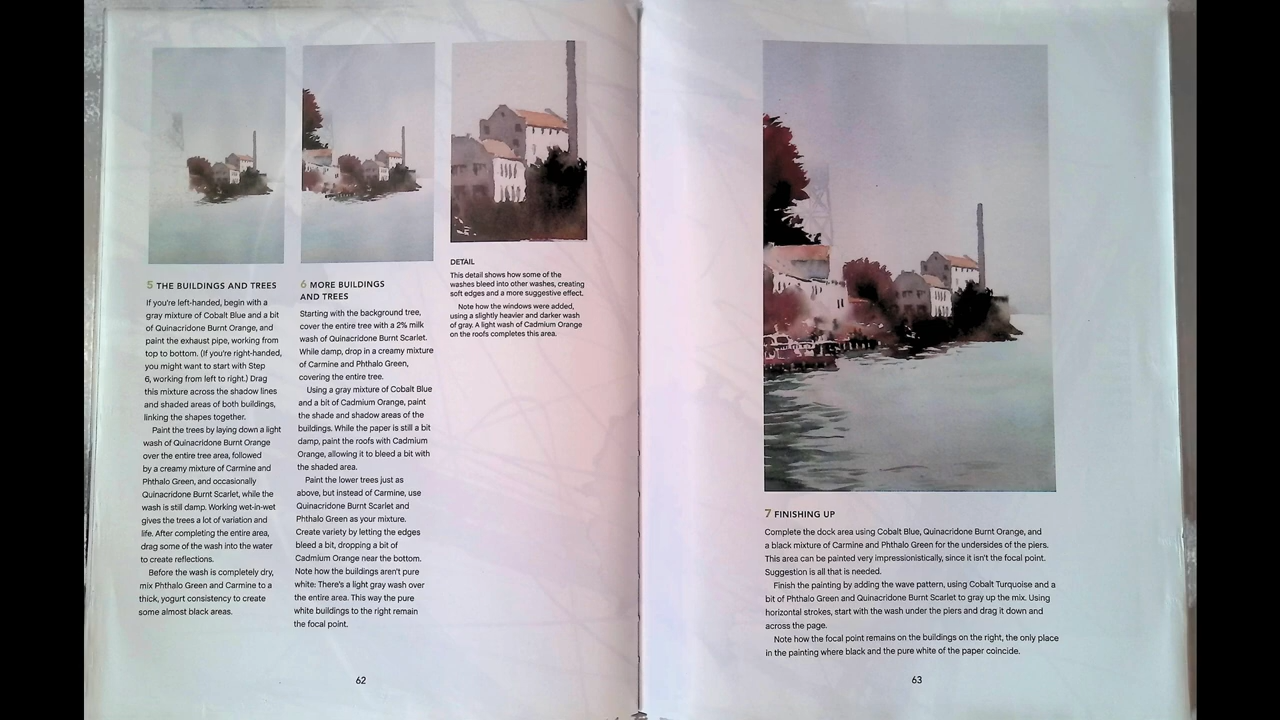 5 THE BUILDINGS AND TREES
If you're left-handed, begin with a
gray mixture of Cobalt Blue and a bit
of Quinacridone Burnt Orange, and
paint the exhaust pipe, working from
top to bottom. (If you're right-handed,
you might want to start with Step
6, working from left to right.) Drag
this mixture across the shadow lines
and shaded areas of both buildings,
linking the shapes together.
Paint the trees by laying down a light
wash of Quinacridone Burnt Orange
over the entire tree area, followed
by a creamy mixture of Carmine and
Phthalo Green, and occasionally
Quinacridone Burnt Scarlet, while the
wash is still damp. Working wet-in-wet
gives the trees a lot of variation and
life. After completing the entire area,
drag some of the wash into the water
to create reflections.
Before the wash is completely dry,
mix Phthalo Green and Carmine to a
thick, yogurt consistency to create
some almost black areas.
6 MORE BUILDINGS
AND TREES
Starting with the background tree,
cover the entire tree with a 2% milk
wash of Quinacridone Burnt Scarlet.
While damp, drop in a creamy mixture
of Carmine and Phthalo Green,
covering the entire tree.
Using a gray mixture of Cobalt Blue
and a bit of Cadmium Orange, paint
the shade and shadow areas of the
buildings. While the paper is still a bit
damp, paint the roofs with Cadmium
Orange, allowing it to bleed a bit with
the shaded area.
Paint the lower trees just as
above, but instead of Carmine, use
Quinacridone Burnt Scarlet and
Phthalo Green as your mixture.
Create variety by letting the edges
bleed a bit, dropping a bit of
Cadmium Orange near the bottom.
Note how the buildings aren't pure
white: There's a light gray wash over
the entire area. This way the pure
white buildings to the right remain
the focal point.
DETAIL
This detail shows how some of the
washes bleed into other washes, creating
soft edges and a more suggestive effect.
Note how the windows were added,
using a slightly heavier and darker wash
of gray. A light wash of Cadmium Orange
on the roofs completes this area.
62
7 FINISHING UP
Complete the dock area using Cobalt Blue, Quinacridone Burnt Orange, and
a black mixture of Carmine and Phthalo Green for the undersides of the piers.
This area can be painted very impressionistically, since it isn't the focal point.
Suggestion is all that is needed.
Finish the painting by adding the wave pattern, using Cobalt Turquoise and a
bit of Phthalo Green and Quinacridone Burnt Scarlet to gray up the mix. Using
horizontal strokes, start with the wash under the piers and drag it down and
across the page.
Note how the focal point remains on the buildings on the right, the only place
in the painting where black and the pure white of the paper coincide.
63